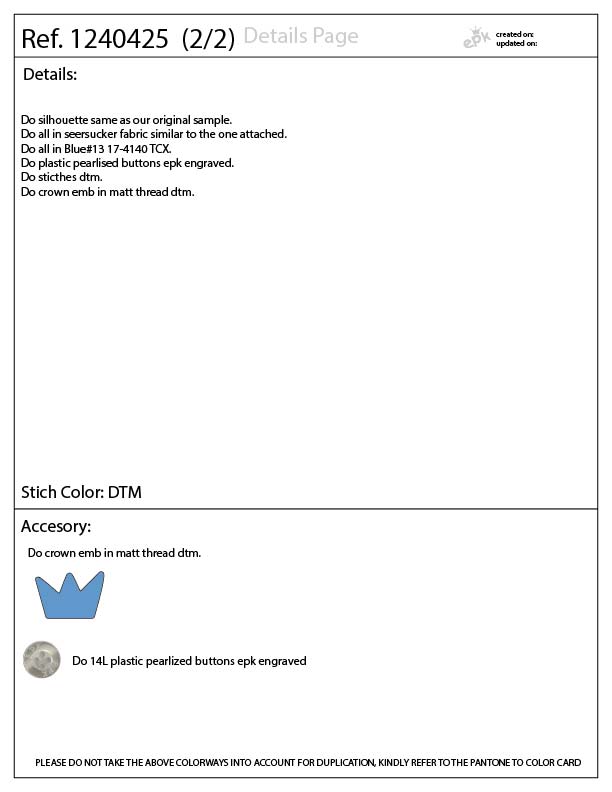 Ref. 1240425 (2/2) Details Page
epk
created on:
updated on:
Details:
Do silhouette same as our original sample.
Do all in seersucker fabric similar to the one attached.
Do all in Blue#13 17-4140 TCX.
Do plastic pearlised buttons epk engraved.
Do sticthes dtm.
Do crown emb in matt thread dtm.
Stich Color: DTM
Accesory:
Do crown emb in matt thread dtm.
Do 14L plastic pearlized buttons epk engraved
PLEASE DO NOT TAKE THE ABOVE COLORWAYS INTO ACCOUNT FOR DUPLICATION, KINDLY REFER TO THE PANTONE TO COLOR CARD